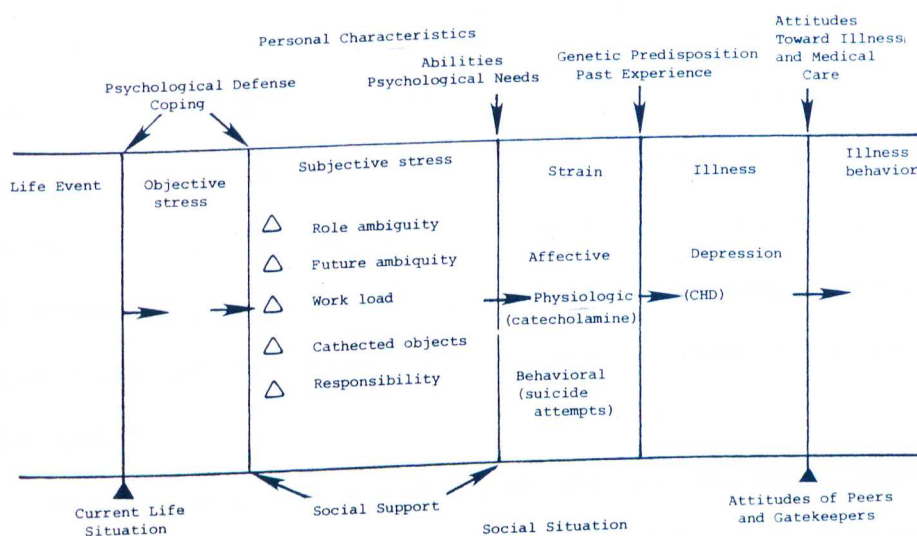 Personal Characteristics
Attitudes
Toward Illness
and Medical
Care
Abilities
Psychological Needs
Genetic Predisposition
Past Experience
Psychological Defense
Coping
Life Event
Objective
stress
Subjective stress
Strain
Illness
Illness
behavior
Role ambiguity
Future ambiquity
Work load
Cathected objects
Responsibility
Affective
Physiologic
(catecholamine)
Behavioral
(suicide
attempts)
Depression
(CHD)
Current Life
Situation
Social Support
Social Situation
Attitudes of Peers
and Gatekeepers